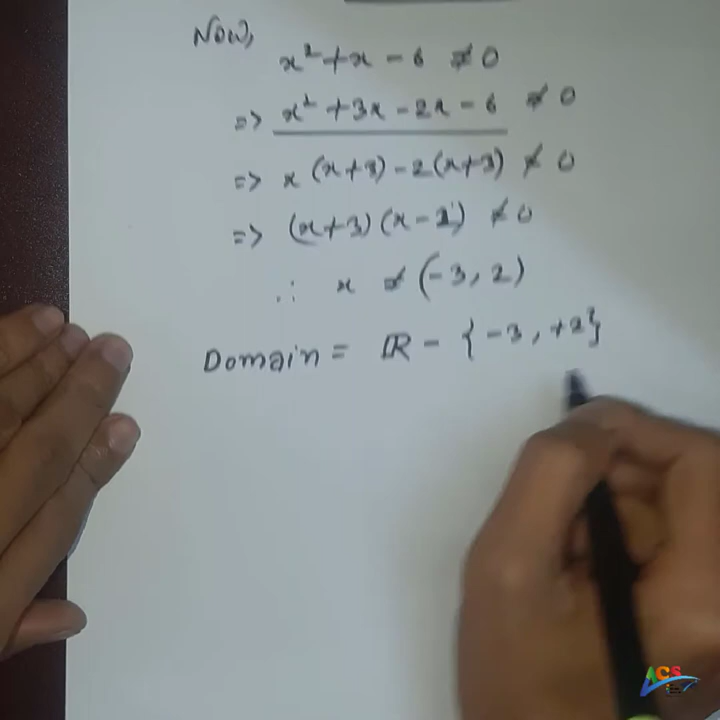 Now,
x² + x - 6 ≠ 0
=> x² + 3x - 2x - 6 ≠ 0
=> x (x+3) - 2(x+3) ≠ 0
=> (x+3) (x-2) ≠ 0
∴ x ≠ (-3, 2)
Domain = ℝ - {-3, +2}
ACS